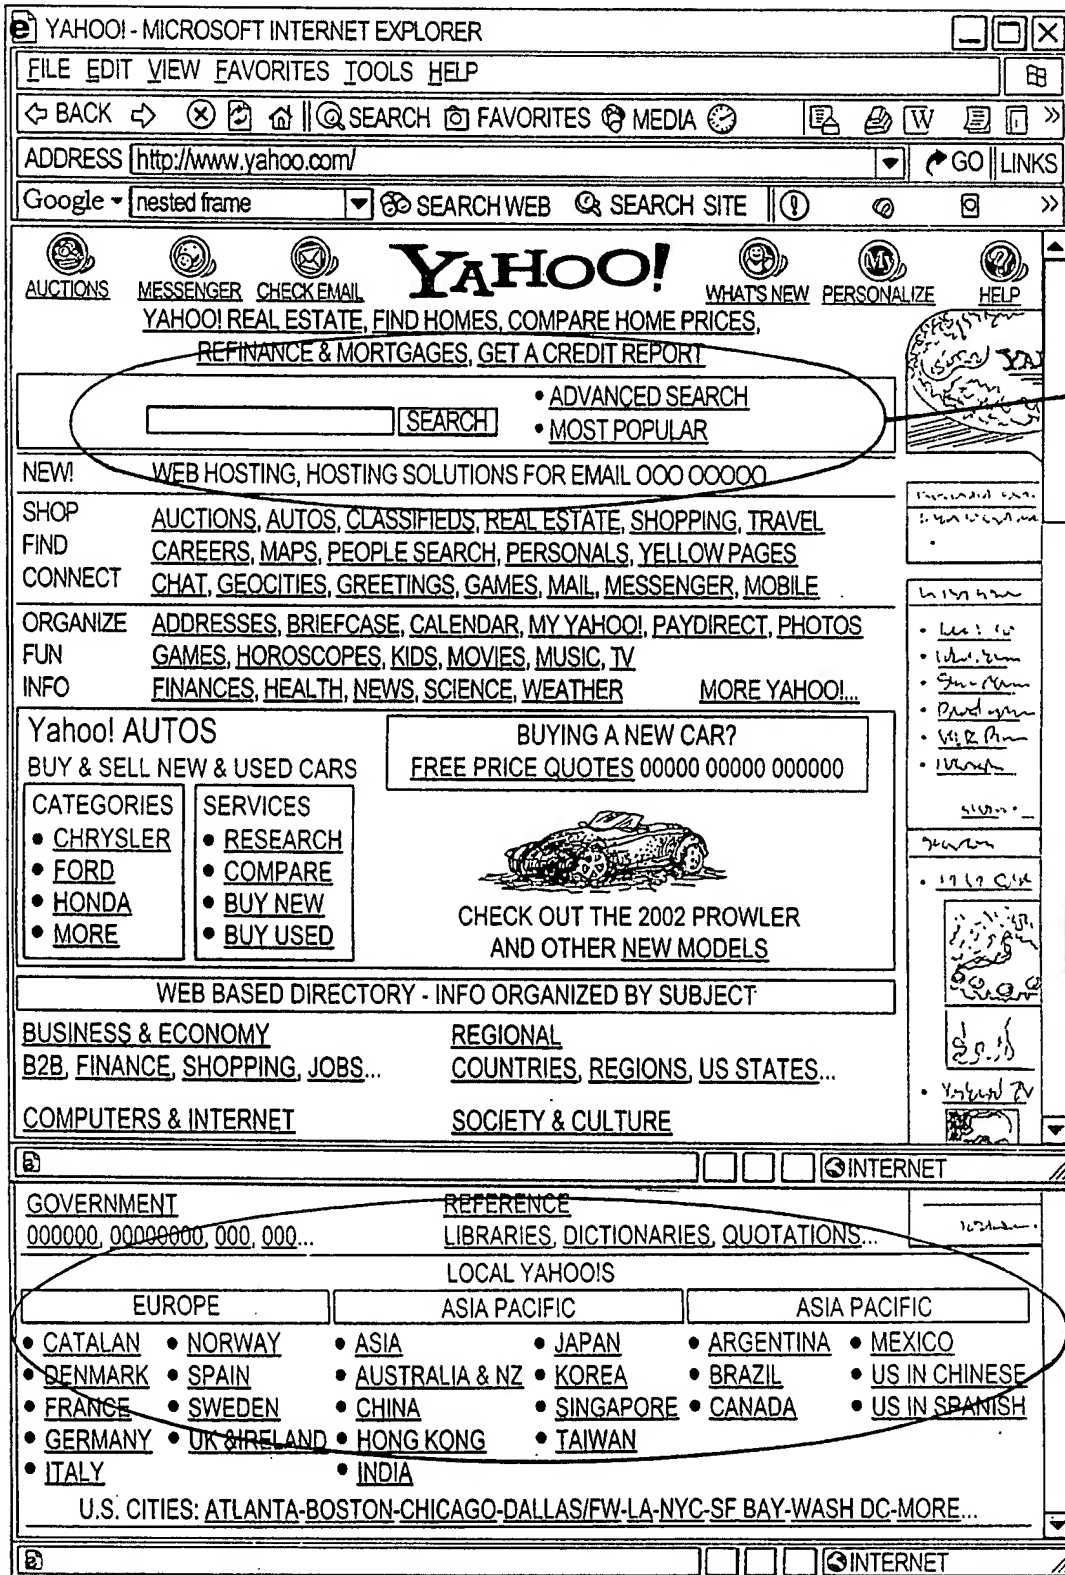 YAHOO! - MICROSOFT INTERNET EXPLORER
FILE EDIT VIEW FAVORITES TOOLS HELP
BACK SEARCH FAVORITES MEDIA W
ADDRESS http://www.yahoo.com/ GO LINKS
Google nested frame SEARCH WEB SEARCH SITE
YAHOO!
AUCTIONS MESSENGER CHECK EMAIL WHAT'S NEW PERSONALIZE HELP
My
YAHOO! REAL ESTATE, FIND HOMES, COMPARE HOME PRICES,
REFINANCE & MORTGAGES, GET A CREDIT REPORT
YA
• ADVANCED SEARCH
SEARCH
• MOST POPULAR
NEW! WEB HOSTING, HOSTING SOLUTIONS FOR EMAIL OOO OOOOO
SHOP AUCTIONS, AUTOS, CLASSIFIEDS, REAL ESTATE, SHOPPING, TRAVEL
FIND CAREERS, MAPS, PEOPLE SEARCH, PERSONALS, YELLOW PAGES
CONNECT CHAT, GEOCITIES, GREETINGS, GAMES, MAIL, MESSENGER, MOBILE
ORGANIZE ADDRESSES, BRIEFCASE, CALENDAR, MY YAHOO!, PAYDIRECT, PHOTOS
FUN GAMES, HOROSCOPES, KIDS, MOVIES, MUSIC, TV
INFO FINANCES, HEALTH, NEWS, SCIENCE, WEATHER MORE YAHOO!...
Yahoo! AUTOS
BUY & SELL NEW & USED CARS
BUYING A NEW CAR?
FREE PRICE QUOTES 00000 00000 000000
CATEGORIES
• CHRYSLER
• FORD
• HONDA
• MORE
SERVICES
• RESEARCH
• COMPARE
• BUY NEW
• BUY USED
CHECK OUT THE 2002 PROWLER
AND OTHER NEW MODELS
WEB BASED DIRECTORY - INFO ORGANIZED BY SUBJECT
BUSINESS & ECONOMY REGIONAL
B2B, FINANCE, SHOPPING, JOBS... COUNTRIES, REGIONS, US STATES...
COMPUTERS & INTERNET SOCIETY & CULTURE
INTERNET
GOVERNMENT REFERENCE
000000, 00000000, 000, 000... LIBRARIES, DICTIONARIES, QUOTATIONS...
LOCAL YAHOO!S
EUROPE ASIA PACIFIC ASIA PACIFIC
• CATALAN • NORWAY • ASIA • JAPAN • ARGENTINA • MEXICO
• DENMARK • SPAIN • AUSTRALIA & NZ • KOREA • BRAZIL • US IN CHINESE
• FRANCE • SWEDEN • CHINA • SINGAPORE • CANADA • US IN SPANISH
• GERMANY • UK & IRELAND • HONG KONG • TAIWAN
• ITALY • INDIA
U.S. CITIES: ATLANTA-BOSTON-CHICAGO-DALLAS/FW-LA-NYC-SF BAY-WASH DC-MORE...
INTERNET